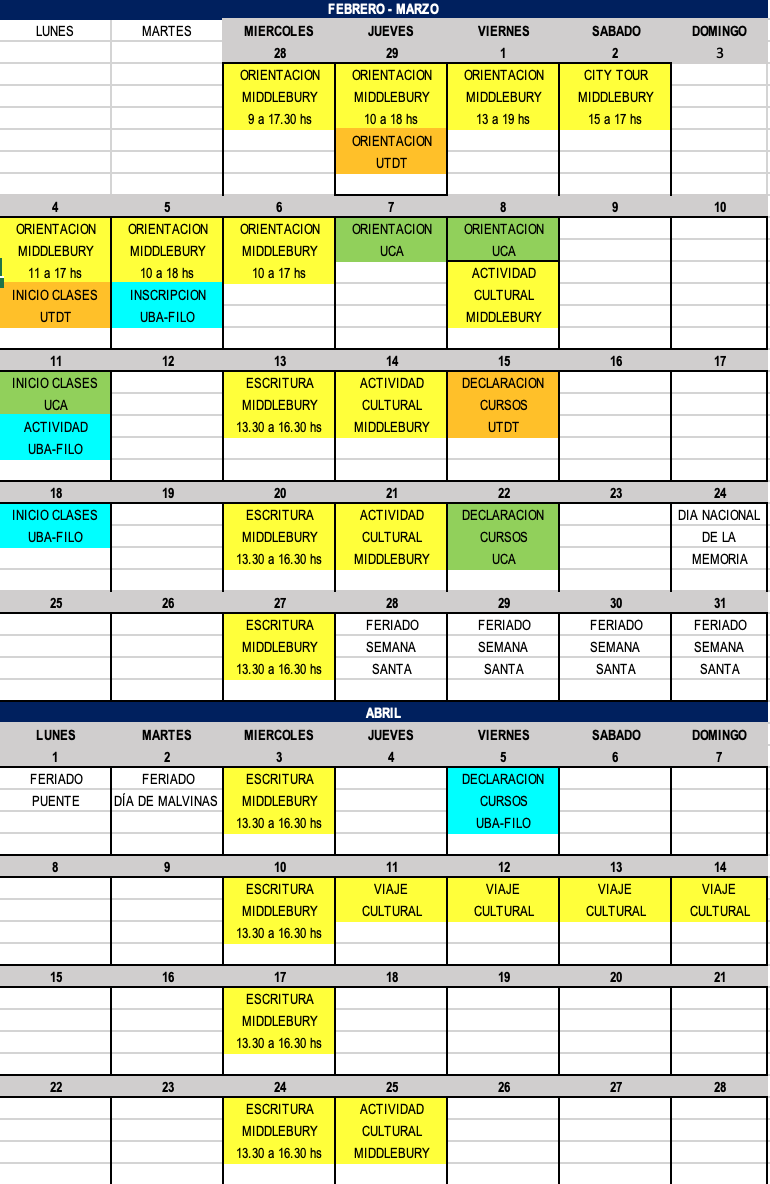 FEBRERO - MARZO
LUNES MARTES MIERCOLES JUEVES VIERNES SABADO DOMINGO
28 29 1 2 3
ORIENTACION ORIENTACION ORIENTACION CITY TOUR
MIDDLEBURY MIDDLEBURY MIDDLEBURY MIDDLEBURY
9 a 17.30 hs 10 a 18 hs 13 a 19 hs 15 a 17 hs
ORIENTACION
UTDT
4 5 6 7 8 9 10
ORIENTACION ORIENTACION ORIENTACION ORIENTACION ORIENTACION
MIDDLEBURY MIDDLEBURY MIDDLEBURY UCA UCA
11 a 17 hs 10 a 18 hs 10 a 17 hs ACTIVIDAD
INICIO CLASES INSCRIPCION CULTURAL
UTDT UBA-FILO MIDDLEBURY
11 12 13 14 15 16 17
INICIO CLASES ESCRITURA ACTIVIDAD DECLARACION
UCA MIDDLEBURY CULTURAL CURSOS
ACTIVIDAD 13.30 a 16.30 hs MIDDLEBURY UTDT
UBA-FILO
18 19 20 21 22 23 24
INICIO CLASES ESCRITURA ACTIVIDAD DECLARACION DIA NACIONAL
UBA-FILO MIDDLEBURY CULTURAL CURSOS DE LA
13.30 a 16.30 hs MIDDLEBURY UCA MEMORIA
25 26 27 28 29 30 31
ESCRITURA FERIADO FERIADO FERIADO FERIADO
MIDDLEBURY SEMANA SEMANA SEMANA SEMANA
13.30 a 16.30 hs SANTA SANTA SANTA SANTA
ABRIL
LUNES MARTES MIERCOLES JUEVES VIERNES SABADO DOMINGO
1 2 3 4 5 6 7
FERIADO FERIADO ESCRITURA DECLARACION
PUENTE DÍA DE MALVINAS MIDDLEBURY CURSOS
13.30 a 16.30 hs UBA-FILO
8 9 10 11 12 13 14
ESCRITURA VIAJE VIAJE VIAJE VIAJE
MIDDLEBURY CULTURAL CULTURAL CULTURAL CULTURAL
13.30 a 16.30 hs
15 16 17 18 19 20 21
ESCRITURA
MIDDLEBURY
13.30 a 16.30 hs
22 23 24 25 26 27 28
ESCRITURA ACTIVIDAD
MIDDLEBURY CULTURAL
13.30 a 16.30 hs MIDDLEBURY